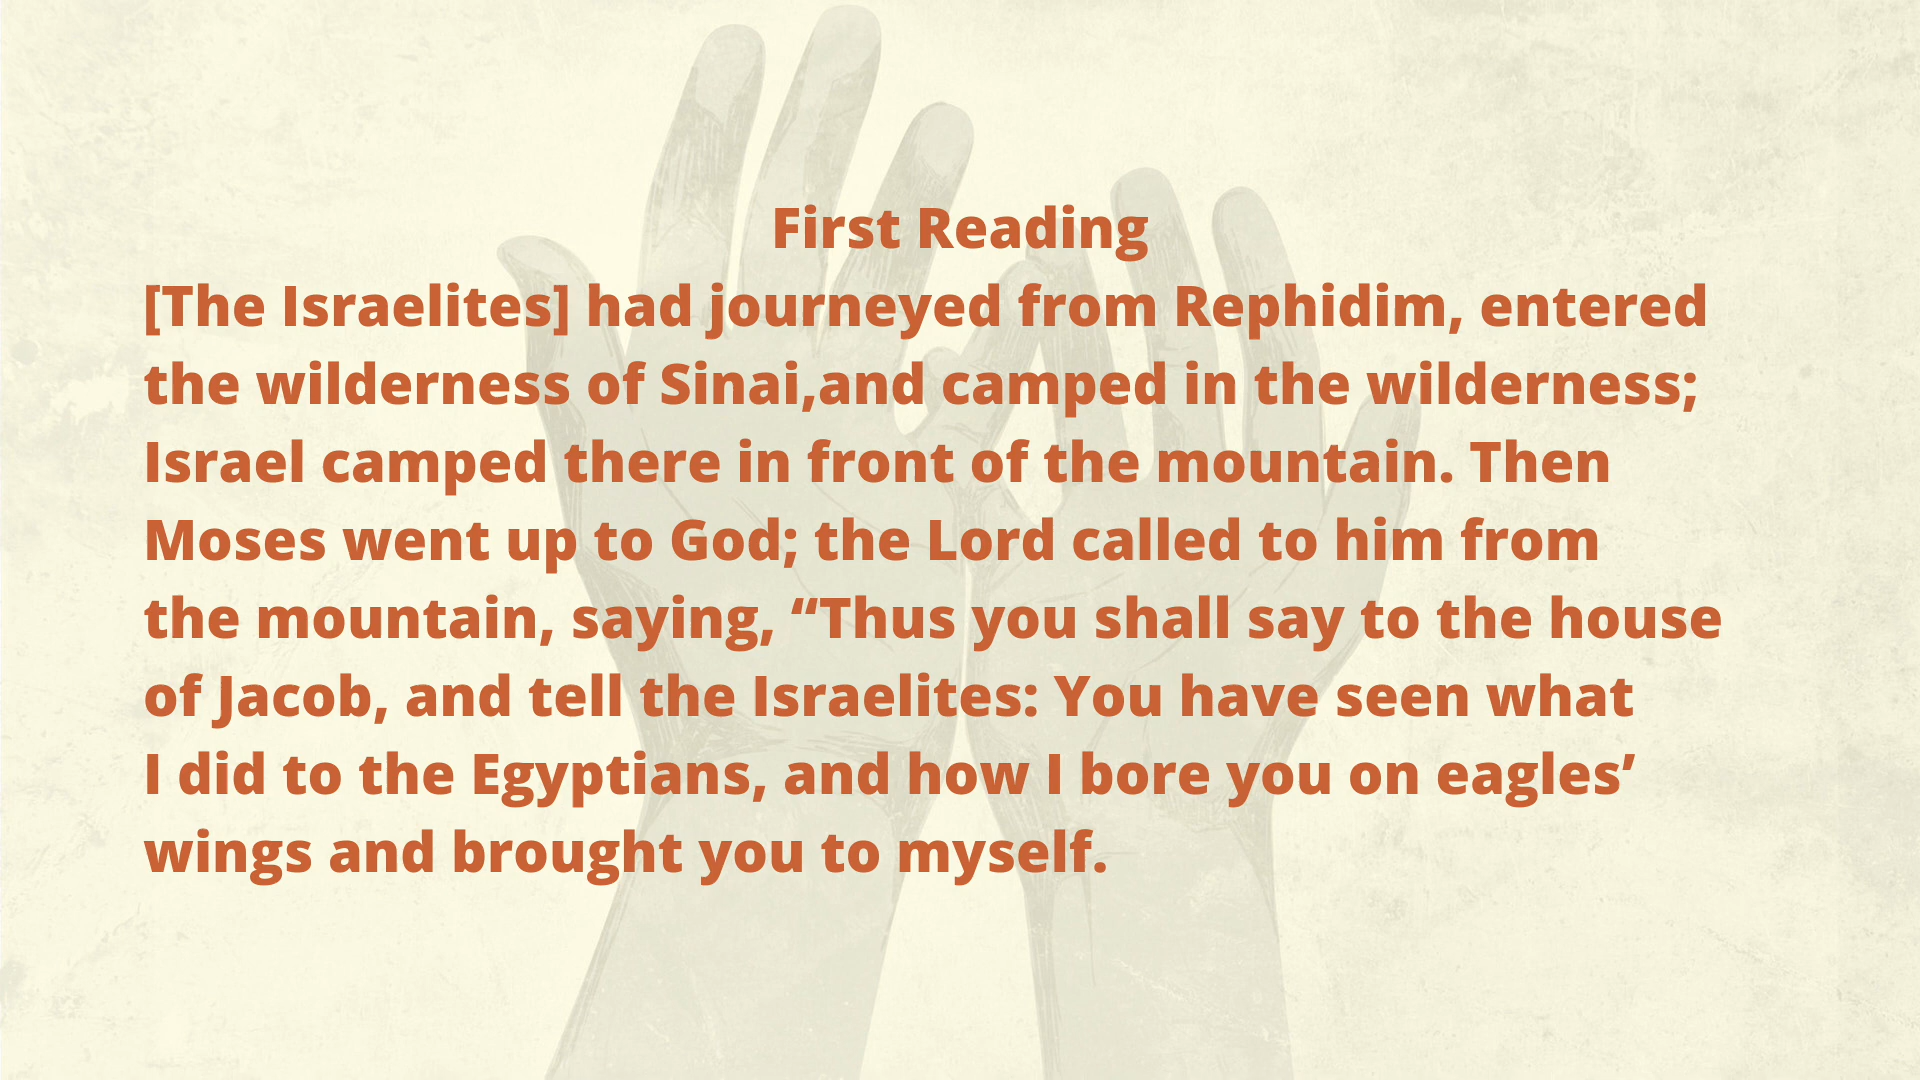 First Reading
[The Israelites] had journeyed from Rephidim, entered
the wilderness of Sinai,and camped in the wilderness;
Israel camped there in front of the mountain. Then
Moses went up to God; the Lord called to him from
the mountain, saying, “Thus you shall say to the house
of Jacob, and tell the Israelites: You have seen what
I did to the Egyptians, and how I bore you on eagles’
wings and brought you to myself.